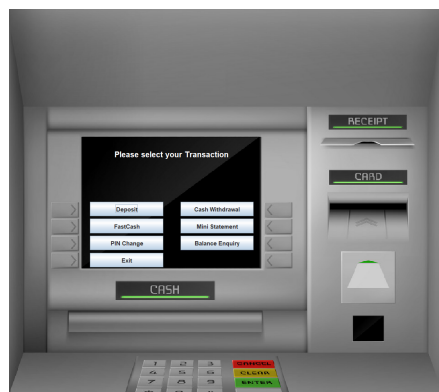 RECEIPT
Please select your Transaction
CARD
Deposit
Cash Withdrawal
FastCash
Mini Statement
PIN Change
Balance Enquiry
Exit
CASH
1 2 3 CANCEL
4 5 6 CLEAR
7 8 9 ENTER